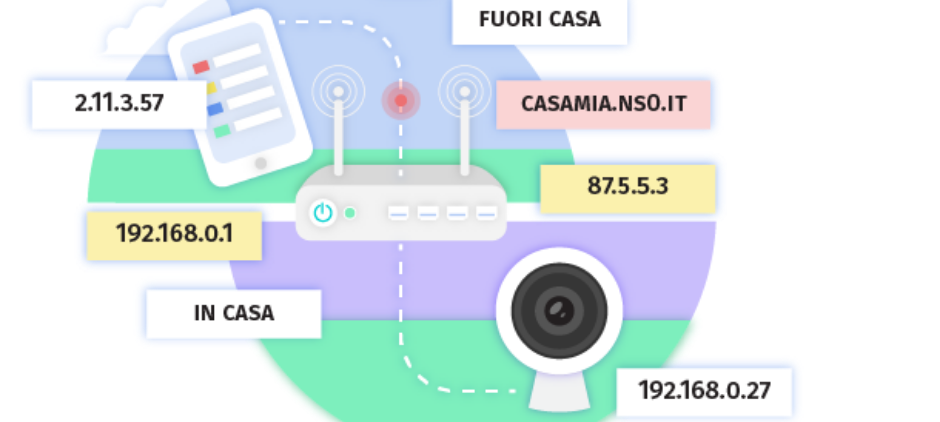 FUORI CASA
2.11.3.57
CASAMIA.NS0.IT
87.5.5.3
192.168.0.1
IN CASA
192.168.0.27